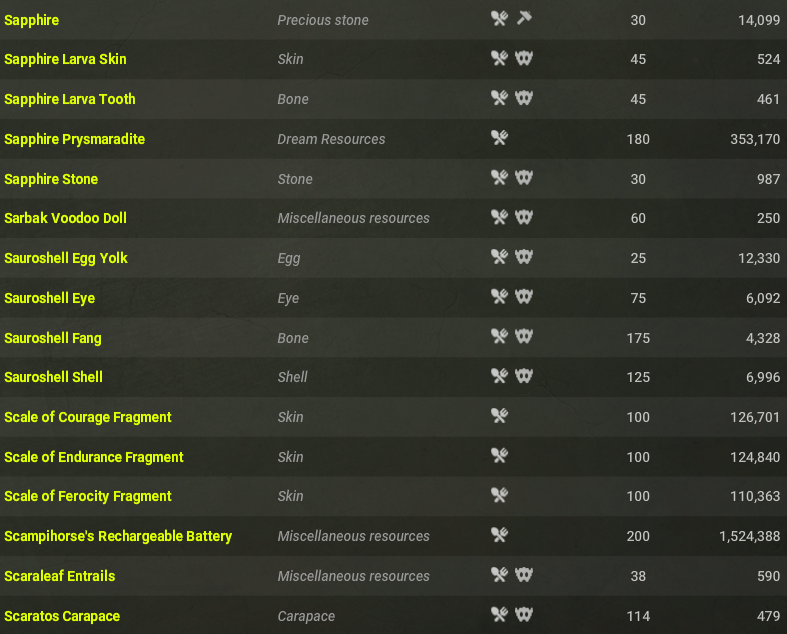 Sapphire Precious stone 30 14,099
Sapphire Larva Skin Skin 45 524
Sapphire Larva Tooth Bone 45 461
Sapphire Prysmaradite Dream Resources 180 353,170
Sapphire Stone Stone 30 987
Sarbak Voodoo Doll Miscellaneous resources 60 250
Sauroshell Egg Yolk Egg 25 12,330
Sauroshell Eye Eye 75 6,092
Sauroshell Fang Bone 175 4,328
Sauroshell Shell Shell 125 6,996
Scale of Courage Fragment Skin 100 126,701
Scale of Endurance Fragment Skin 100 124,840
Scale of Ferocity Fragment Skin 100 110,363
Scampihorse's Rechargeable Battery Miscellaneous resources 200 1,524,388
Scaraleaf Entrails Miscellaneous resources 38 590
Scaratos Carapace Carapace 114 479